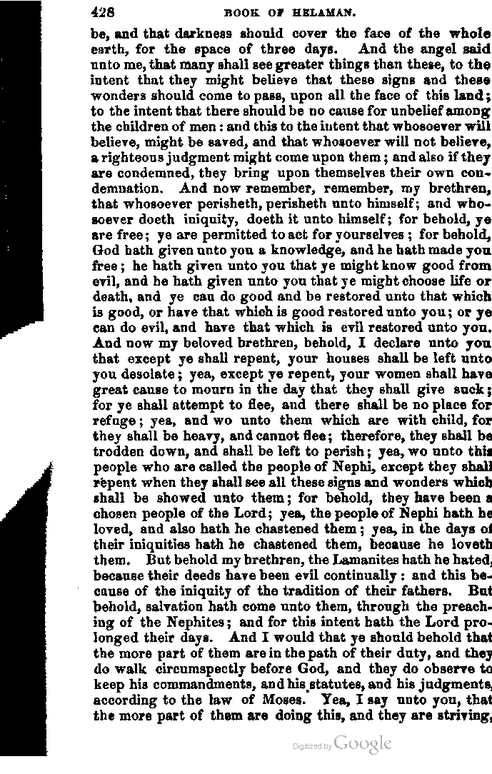 428 BOOK OF HELAMAN.
be, and that darkness should cover the face of the whole
earth, for the space of three days. And the angel said
unto me, that many shall see greater things than these, to the
intent that they might believe that these signs and these
wonders should come to pass, upon all the face of this land;
to the intent that there should be no cause for unbelief among
the children of men: and this to the intent that whosoever will
believe, might be saved, and that whosoever will not believe,
a righteous judgment might come upon them; and also if they
are condemned, they bring upon themselves their own con-
demnation. And now remember, remember, my brethren,
that whosoever perisheth, perisheth unto himself; and who-
soever doeth iniquity, doeth it unto himself; for behold, ye
are free; ye are permitted to act for yourselves; for behold,
God hath given unto you a knowledge, and he hath made you
free; he hath given unto you that ye might know good from
evil, and he hath given unto you that ye might choose life or
death, and ye can do good and be restored unto that which
is good, or have that which is good restored unto you; or ye
can do evil, and have that which is evil restored unto you.
And now my beloved brethren, behold, I declare unto you
that except ye shall repent, your houses shall be left unto
you desolate; yea, except ye repent, your women shall have
great cause to mourn in the day that they shall give suck;
for ye shall attempt to flee, and there shall be no place for
refuge; yea, and wo unto them which are with child, for
they shall be heavy, and cannot flee; therefore, they shall be
trodden down, and shall be left to perish; yea, wo unto this
people who are called the people of Nephi, except they shall
repent when they shall see all these signs and wonders which
shall be showed unto them; for behold, they have been a
chosen people of the Lord; yea, the people of Nephi hath he
loved, and also hath he chastened them; yea, in the days of
their iniquities hath he chastened them, because he loveth
them. But behold my brethren, the Lamanites hath he hated,
because their deeds have been evil continually: and this be-
cause of the iniquity of the tradition of their fathers. But
behold, salvation hath come unto them, through the preach-
ing of the Nephites; and for this intent hath the Lord pro-
longed their days. And I would that ye should behold that
the more part of them are in the path of their duty, and they
do walk circumspectly before God, and they do observe to
keep his commandments, and his statutes, and his judgments,
according to the law of Moses. Yea, I say unto you, that
the more part of them are doing this, and they are striving,
Digitized by Google